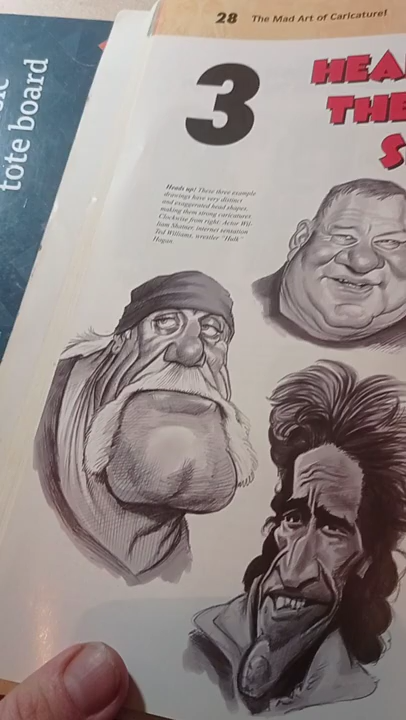 28 The Mad Art of Caricature!
tote board
3
HEA
THE
S
Heads up! These three example
drawings have very distinct
and exaggerated head shapes,
making them strong caricatures.
Clockwise from right: Actor Wil-
liam Shatner, internet sensation
Ted Williams, wrestler "Hulk"
Hogan.